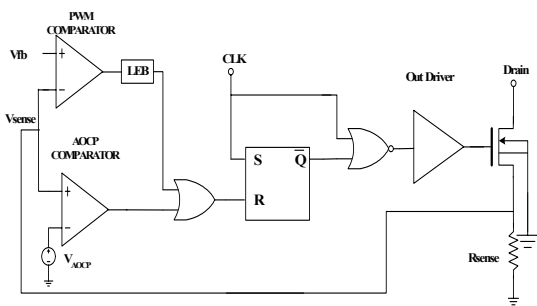 PWM
COMPARATOR
Vfb
+
−
LEB
CLK
Out Driver
Drain
Vsense
AOCP
COMPARATOR
+
−
S
Q
R
+
−
VAOCP
Rsense